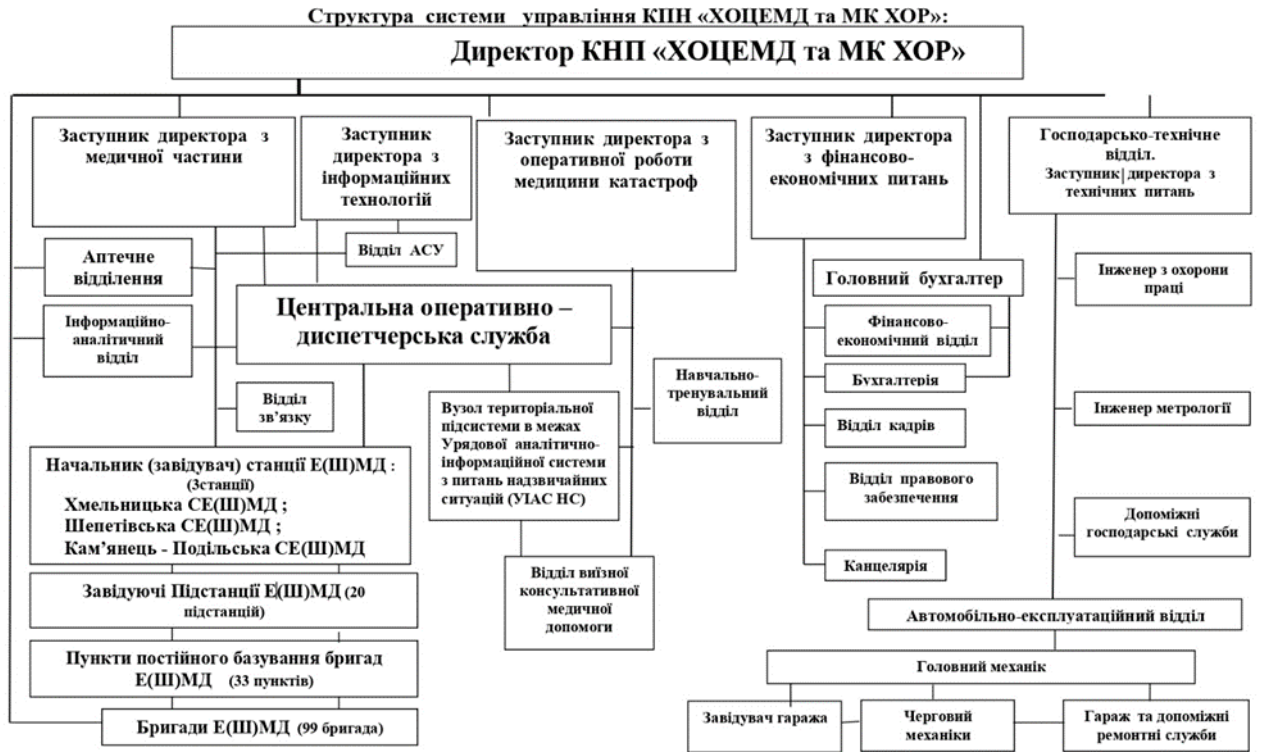 Структура системи управління КПН «ХОЦЕМД та МК ХОР»:
Директор КНП «ХОЦЕМД та МК ХОР»
Заступник директора з
медичної частини
Заступник
директора з
інформаційних
технологій
Заступник директора з
оперативної роботи
медицини катастроф
Заступник директора
з фінансово-
економічних питань
Господарсько-технічне
відділ.
Заступник директора з
технічних питань
Аптечне
відділення
Відділ АСУ
Інформаційно-
аналітичний
відділ
Центральна оперативно –
диспетчерська служба
Відділ
зв’язку
Навчально-
тренувальний
відділ
Вузол територіальної
підсистеми в межах
Урядової аналітично-
інформаційної системи
з питань надзвичайних
ситуацій (УІАС НС)
Відділ виїзної
консультативної
медичної
допомоги
Начальник (завідувач) станції Е(Ш)МД :
(3станції)
Хмельницька СЕ(Ш)МД ;
Шепетівська СЕ(Ш)МД ;
Кам’янець - Подільська СЕ(Ш)МД
Завідуючі Підстанції Е(Ш)МД (20
підстанцій)
Пункти постійного базування бригад
Е(Ш)МД (33 пунктів)
Бригади Е(Ш)МД (99 бригада)
Головний бухгалтер
Фінансово-
економічний відділ
Бухгалтерія
Відділ кадрів
Відділ правового
забезпечення
Канцелярія
Інженер з охорони
праці
Інженер метрології
Допоміжні
господарські служби
Автомобільно-експлуатаційний відділ
Головний механік
Завідувач гаража
Черговий
механіки
Гараж та допоміжні
ремонтні служби